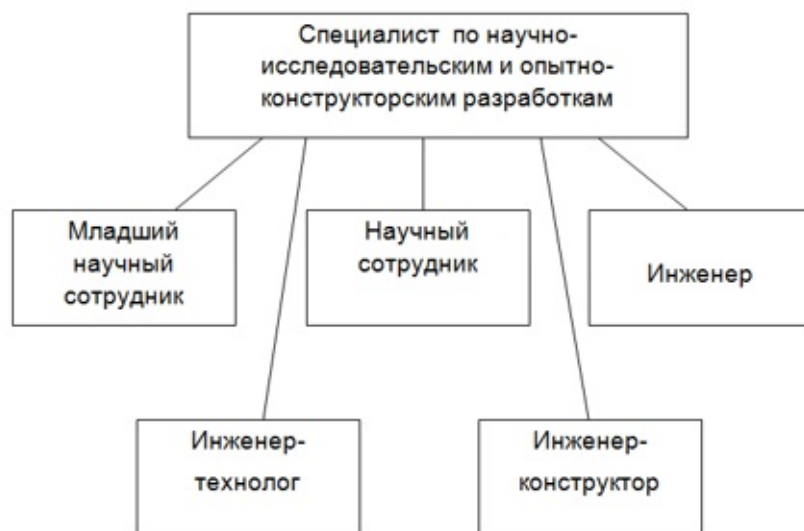 Специалист по научно-
исследовательским и опытно-
конструкторским разработкам
Младший
научный
сотрудник
Научный
сотрудник
Инженер
Инженер-
технолог
Инженер-
конструктор